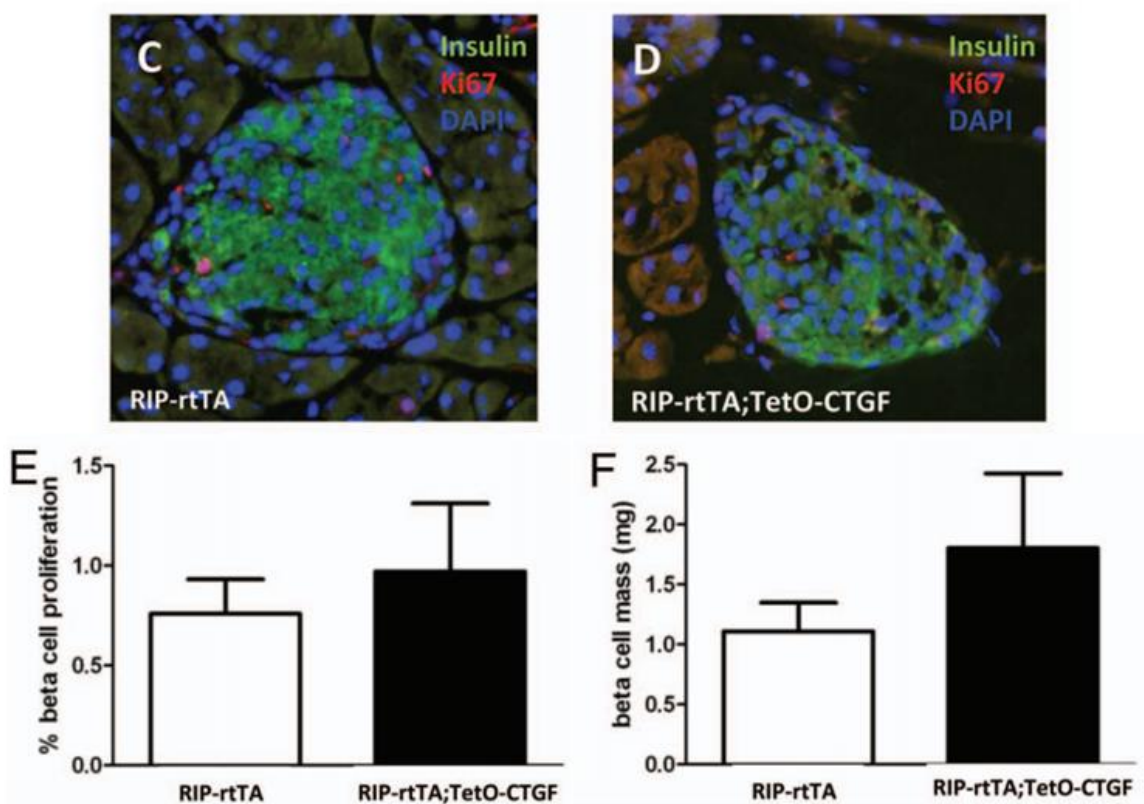 C
Insulin
Ki67
DAPI
RIP-rtTA
D
Insulin
Ki67
DAPI
RIP-rtTA;TetO-CTGF
E
% beta cell proliferation
1.5
1.0
0.5
0.0
RIP-rtTA
RIP-rtTA;TetO-CTGF
F
beta cell mass (mg)
2.5
2.0
1.5
1.0
0.5
0.0
RIP-rtTA
RIP-rtTA;TetO-CTGF